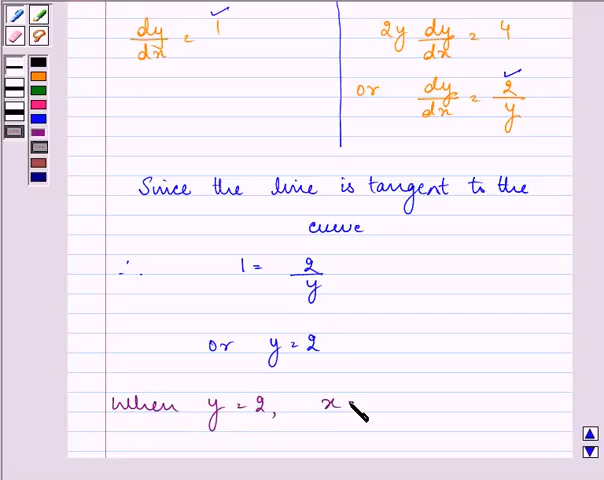 dy/dx = 1
2y dy/dx = 4
or dy/dx = 2/y
Since the line is tangent to the
curve
∴ 1 = 2/y
or y = 2
When y = 2, x =